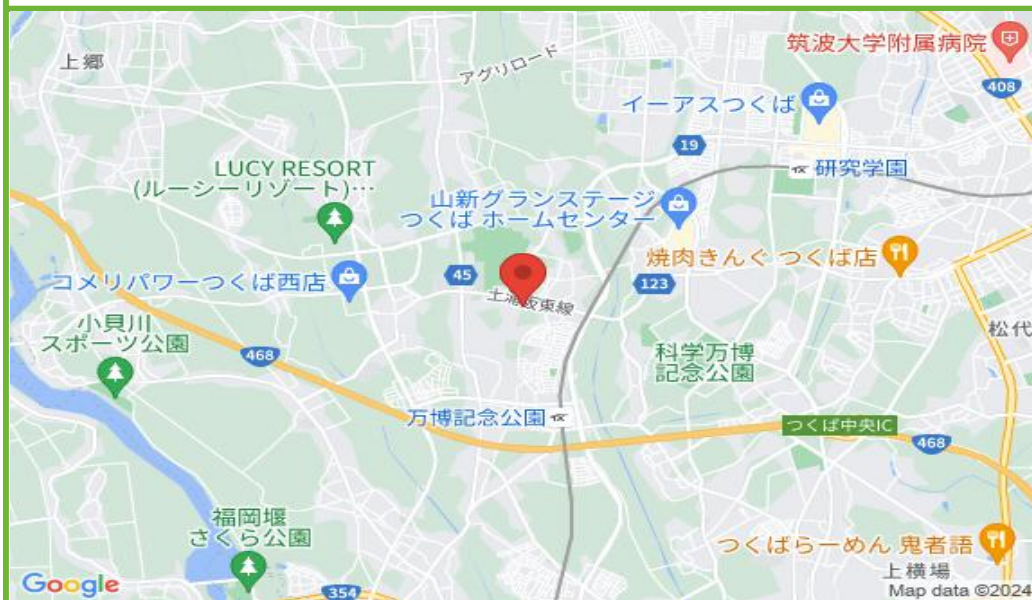 筑波大学附属病院
上郷
アグリロード
408
イーアスつくば
19
LUCY RESORT
(ルーシーリゾート)…
研究学園
山新グランステージ
つくば ホームセンター
焼肉きんぐ つくば店
45
コメリパワーつくば西店
123
土浦坂東線
小貝川
スポーツ公園
松代
468
科学万博
記念公園
万博記念公園
つくば中央IC
468
福岡堰
さくら公園
つくばらーめん 鬼者語
上横場
Google
354
Map data ©2024